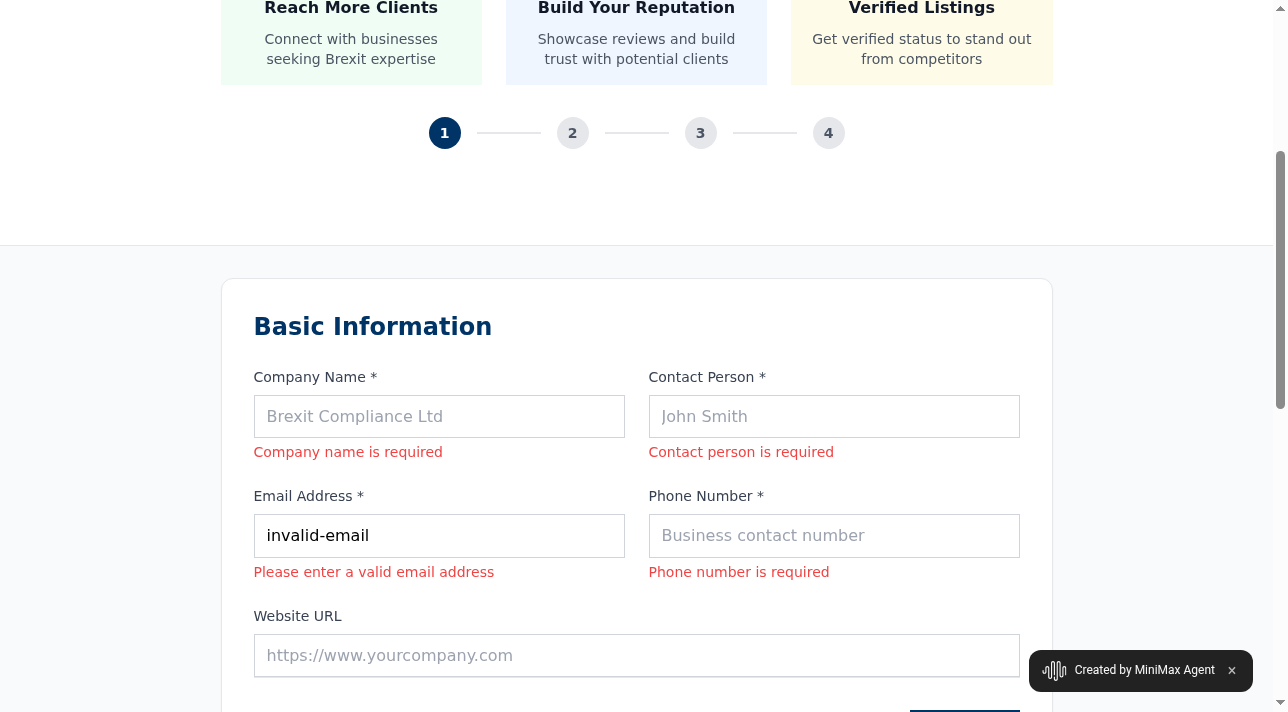 Reach More Clients
Connect with businesses
seeking Brexit expertise
Build Your Reputation
Showcase reviews and build
trust with potential clients
Verified Listings
Get verified status to stand out
from competitors
1
2
3
4
Basic Information
Company Name *
Brexit Compliance Ltd
Company name is required
Contact Person *
John Smith
Contact person is required
Email Address *
invalid-email
Please enter a valid email address
Phone Number *
Business contact number
Phone number is required
Website URL
https://www.yourcompany.com
Created by MiniMax Agent ×